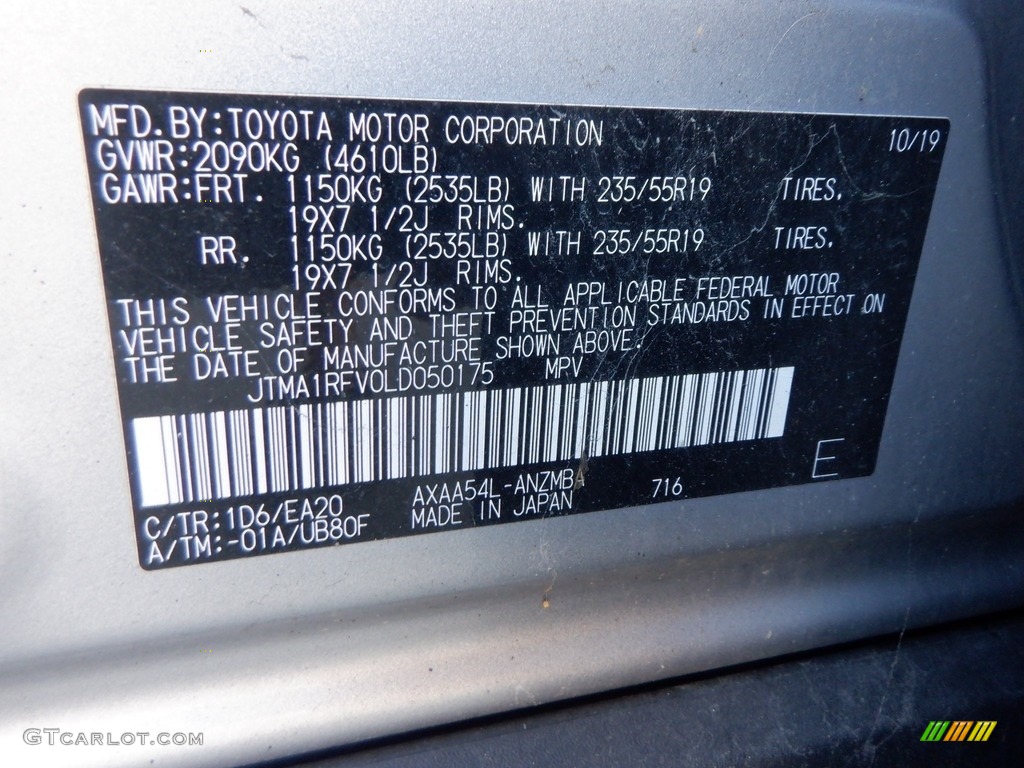 MFD.BY:TOYOTA MOTOR CORPORATION 10/19
GVWR:2090KG (4610LB)
GAWR:FRT. 1150KG (2535LB) WITH 235/55R19 TIRES.
19X7 1/2J RIMS.
RR. 1150KG (2535LB) WITH 235/55R19 TIRES.
19X7 1/2J RIMS.
THIS VEHICLE CONFORMS TO ALL APPLICABLE FEDERAL MOTOR
VEHICLE SAFETY AND THEFT PREVENTION STANDARDS IN EFFECT ON
THE DATE OF MANUFACTURE SHOWN ABOVE.
JTMA1RFV0LD050175 MPV
E
C/TR:1D6/EA20 AXAA54L-ANZMBA 716
A/TM:-01A/UB80F MADE IN JAPAN
GTCarLot.com